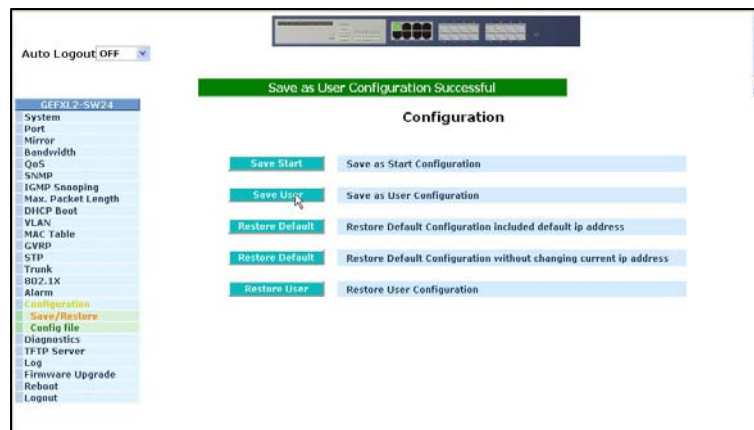 Auto Logout OFF
Save as User Configuration Successful
GEFXL2-SW24
System
Port
Mirror
Bandwidth
QoS
SNMP
IGMP Snooping
Max. Packet Length
DHCP Boot
VLAN
MAC Table
GVRP
STP
Trunk
802.1X
Alarm
Configuration
Save/Restore
Config file
Diagnostics
TFTP Server
Log
Firmware Upgrade
Reboot
Logout
Configuration
Save Start Save as Start Configuration
Save User Save as User Configuration
Restore Default Restore Default Configuration included default ip address
Restore Default Restore Default Configuration without changing current ip address
Restore User Restore User Configuration